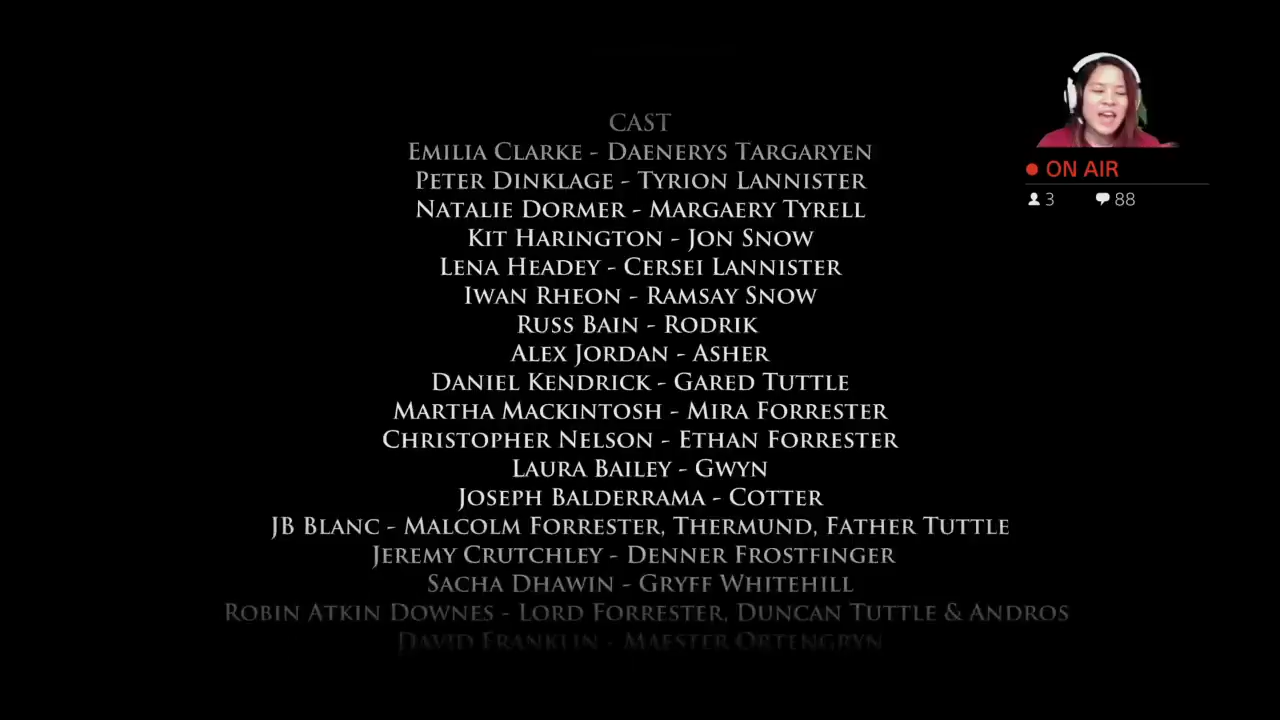 CAST
EMILIA CLARKE - DAENERYS TARGARYEN
PETER DINKLAGE - TYRION LANNISTER
NATALIE DORMER - MARGAERY TYRELL
KIT HARINGTON - JON SNOW
LENA HEADEY - CERSEI LANNISTER
IWAN RHEON - RAMSAY SNOW
RUSS BAIN - RODRIK
ALEX JORDAN - ASHER
DANIEL KENDRICK - GARED TUTTLE
MARTHA MACKINTOSH - MIRA FORRESTER
CHRISTOPHER NELSON - ETHAN FORRESTER
LAURA BAILEY - GWYN
JOSEPH BALDERRAMA - COTTER
JB BLANC - MALCOLM FORRESTER, THERMUND, FATHER TUTTLE
JEREMY CRUTCHLEY - DENNER FROSTFINGER
SACHA DHAWIN - GRYFF WHITEHILL
ROBIN ATKIN DOWNES - LORD FORRESTER, DUNCAN TUTTLE & ANDROS
DAVID FRANKLIN - MAESTER ORTENGRYN
ON AIR
3 88